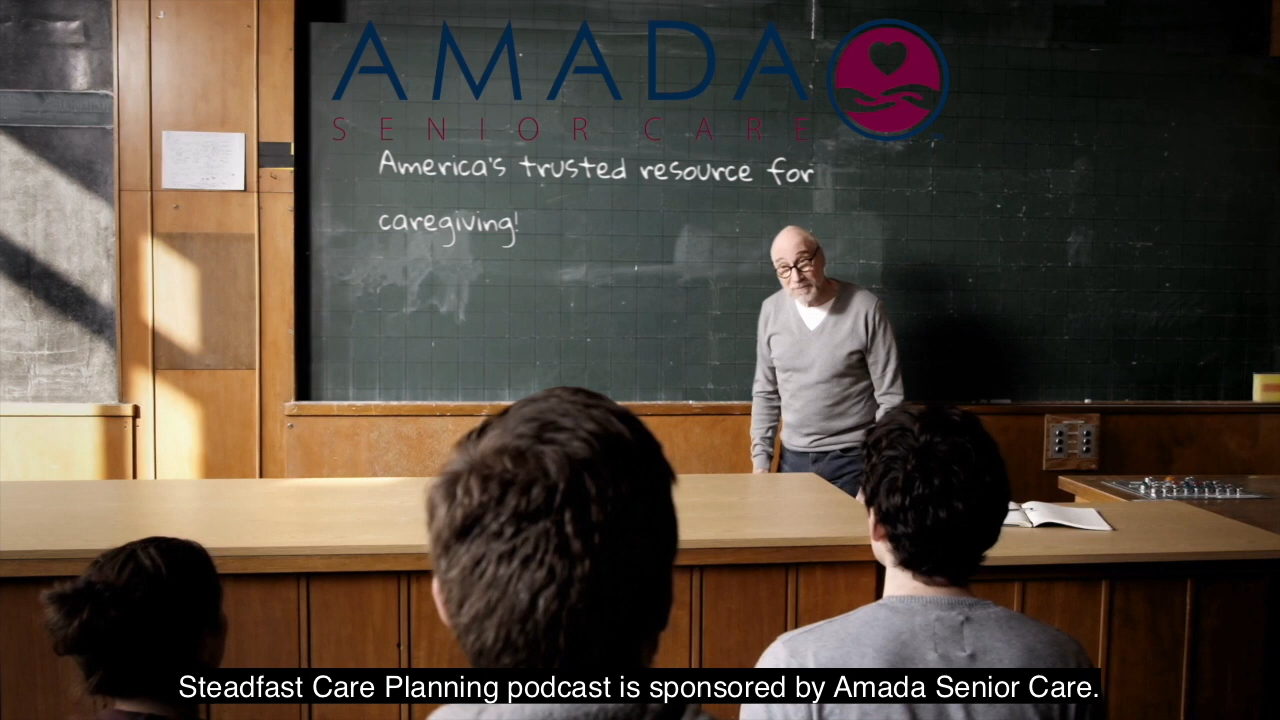 AMADA
SENIOR CARE
America's trusted resource for
caregiving!
Steadfast Care Planning podcast is sponsored by Amada Senior Care.